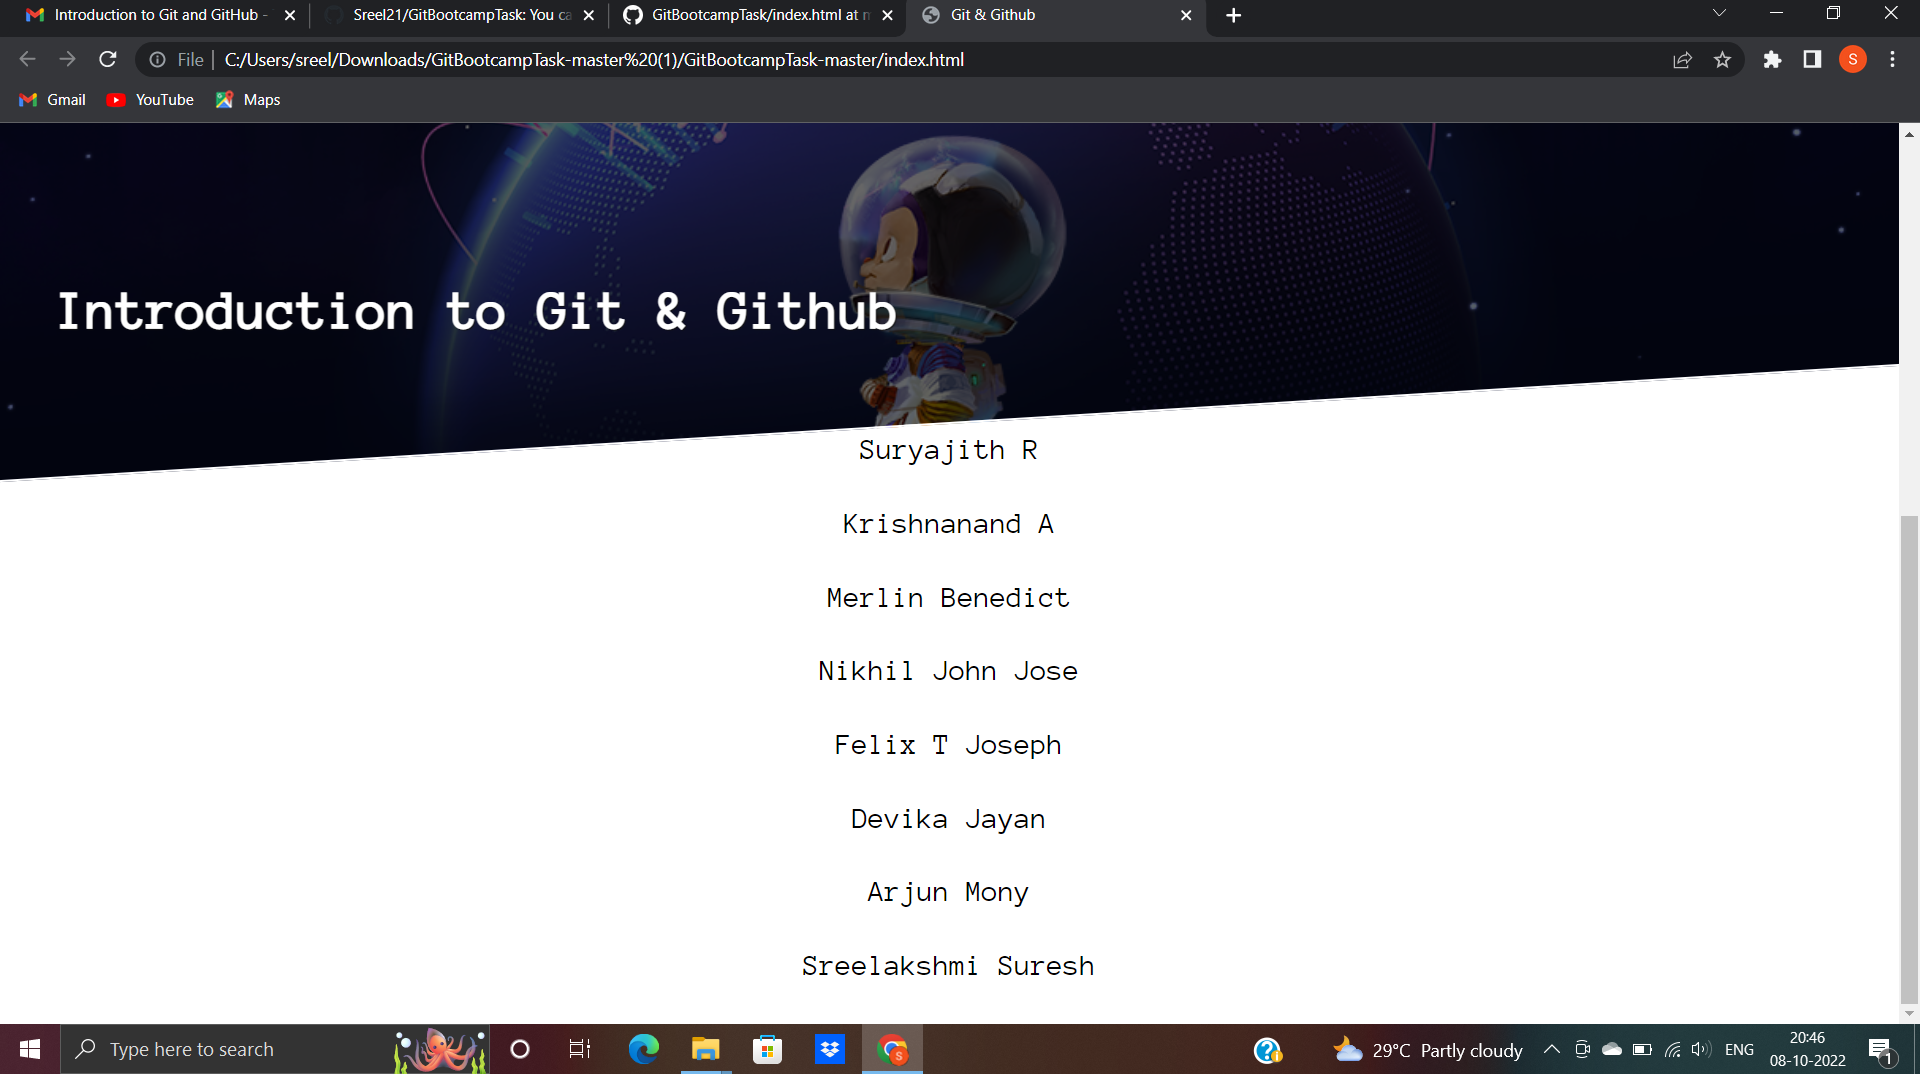 Introduction to Git and GitHub -
Sreel21/GitBootcampTask: You ca
GitBootcampTask/index.html at m
Git & Github
File
C:/Users/sreel/Downloads/GitBootcampTask-master%20(1)/GitBootcampTask-master/index.html
S
Gmail
YouTube
Maps
Introduction to Git & Github
Suryajith R
Krishnanand A
Merlin Benedict
Nikhil John Jose
Felix T Joseph
Devika Jayan
Arjun Mony
Sreelakshmi Suresh
Type here to search
S
29°C Partly cloudy
ENG
20:46
08-10-2022
1